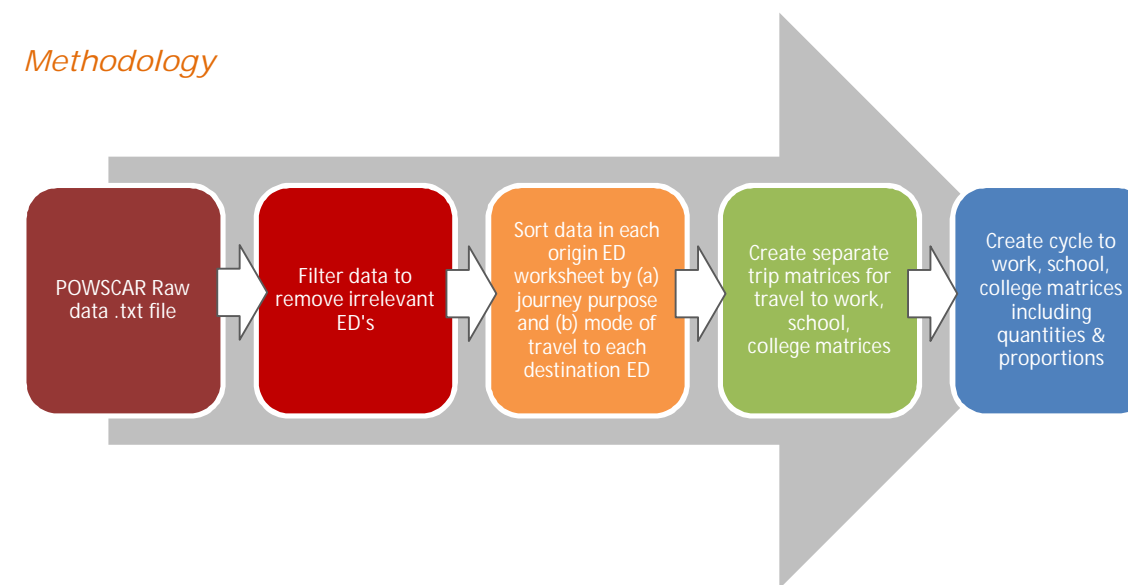 Methodology
POWSCAR Raw
data .txt file
Filter data to
remove irrelevant
ED's
Sort data in each
origin ED
worksheet by (a)
journey purpose
and (b) mode of
travel to each
destination ED
Create separate
trip matrices for
travel to work,
school,
college matrices
Create cycle to
work, school,
college matrices
including
quantities &
proportions